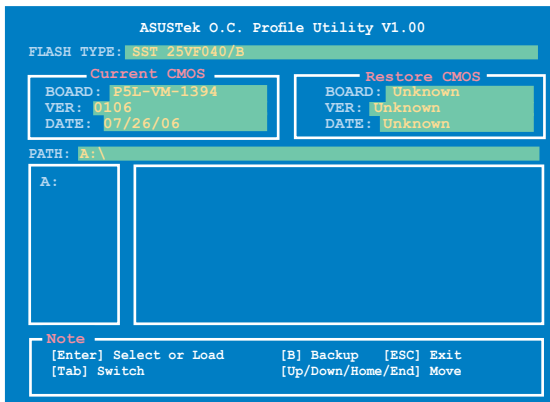 ASUSTek O.C. Profile Utility V1.00
FLASH TYPE: SST 25VF040/B
Current CMOS
BOARD: P5L-VM-1394
VER: 0106
DATE: 07/26/06
Restore CMOS
BOARD: Unknown
VER: Unknown
DATE: Unknown
PATH: A:\
A:
Note
[Enter] Select or Load [B] Backup [ESC] Exit
[Tab] Switch [Up/Down/Home/End] Move